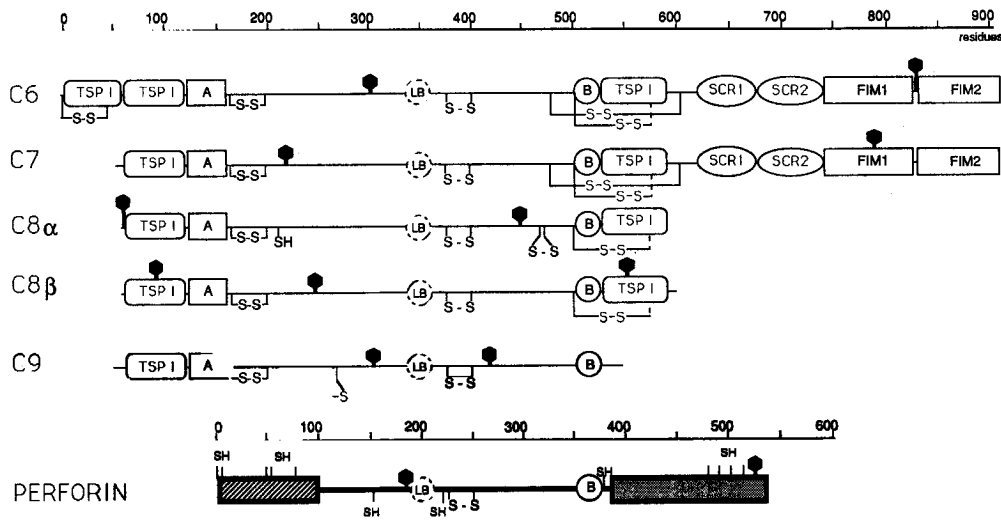 0 100 200 300 400 500 600 700 800 900
residues
C6 TSP I TSP I A LB B TSP I SCR1 SCR2 FIM1 FIM2
S-S S-S S-S S-S S-S
C7 TSP I A LB B TSP I SCR1 SCR2 FIM1 FIM2
S-S S-S S-S S-S
C8α TSP I A LB B TSP I
S-S SH S-S S-S S-S
C8β TSP I A LB B TSP I
S-S S-S S-S
C9 TSP I A LB B
S-S -S S-S
0 100 200 300 400 500 600
SH SH SH SH
PERFORIN LB B
SH SH S-S